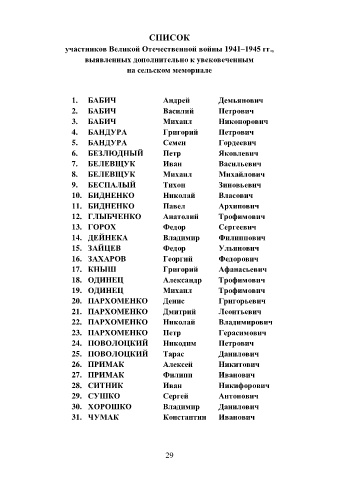 СПИСОК
участников Великой Отечественной войны 1941–1945 гг.,
выявленных дополнительно к увековеченным
на сельском мемориале
1. БАБИЧ Андрей Демьянович
2. БАБИЧ Василий Петрович
3. БАБИЧ Михаил Никонорович
4. БАНДУРА Григорий Петрович
5. БАНДУРА Семен Гордеевич
6. БЕЗЛЮДНЫЙ Петр Яковлевич
7. БЕЛЕВЩУК Иван Васильевич
8. БЕЛЕВЩУК Михаил Михайлович
9. БЕСПАЛЫЙ Тихон Зиновьевич
10. БИДНЕНКО Николай Власович
11. БИДНЕНКО Павел Архипович
12. ГЛЫБЧЕНКО Анатолий Трофимович
13. ГОРОХ Федор Сергеевич
14. ДЕЙНЕКА Владимир Филиппович
15. ЗАЙЦЕВ Федор Ульянович
16. ЗАХАРОВ Георгий Федорович
17. КНЫШ Григорий Афанасьевич
18. ОДИНЕЦ Александр Трофимович
19. ОДИНЕЦ Михаил Трофимович
20. ПАРХОМЕНКО Денис Григорьевич
21. ПАРХОМЕНКО Дмитрий Леонтьевич
22. ПАРХОМЕНКО Николай Владимирович
23. ПАРХОМЕНКО Петр Герасимович
24. ПОВОЛОЦКИЙ Никодим Петрович
25. ПОВОЛОЦКИЙ Тарас Данилович
26. ПРИМАК Алексей Никитович
27. ПРИМАК Филипп Иванович
28. СИТНИК Иван Никифорович
29. СУШКО Сергей Антонович
30. ХОРОШКО Владимир Данилович
31. ЧУМАК Константин Иванович
29